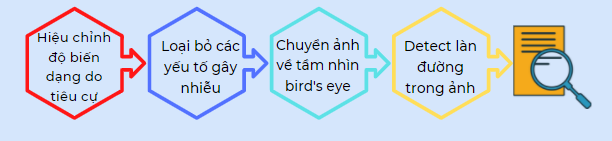 Hiệu chỉnh
độ biến
dạng do
tiêu cự
Loại bỏ các
yếu tố gây
nhiễu
Chuyển ảnh
về tầm nhìn
bird's eye
Detect làn
đường
trong ảnh